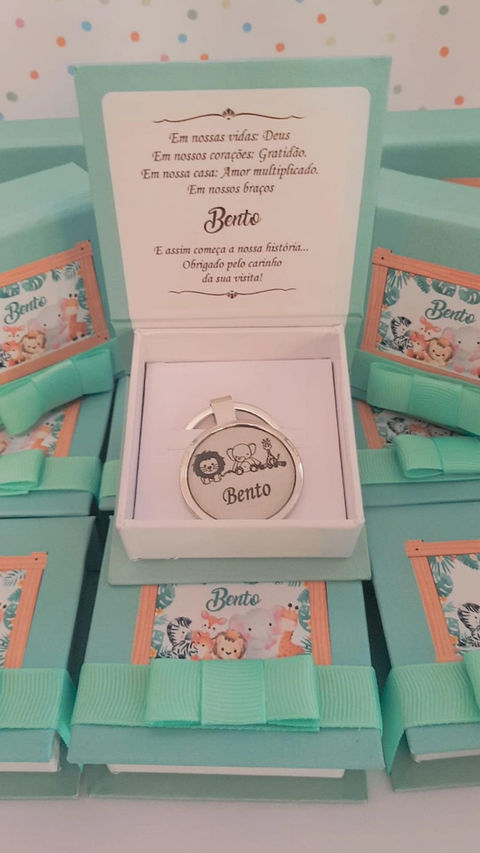 Em nossas vidas: Deus
Em nossos corações: Gratidão.
Em nossa casa: Amor multiplicado.
Em nossos braços
Bento
E assim começa a nossa história...
Obrigado pelo carinho
da sua visita!
Bento
Bento
Bento
Bento